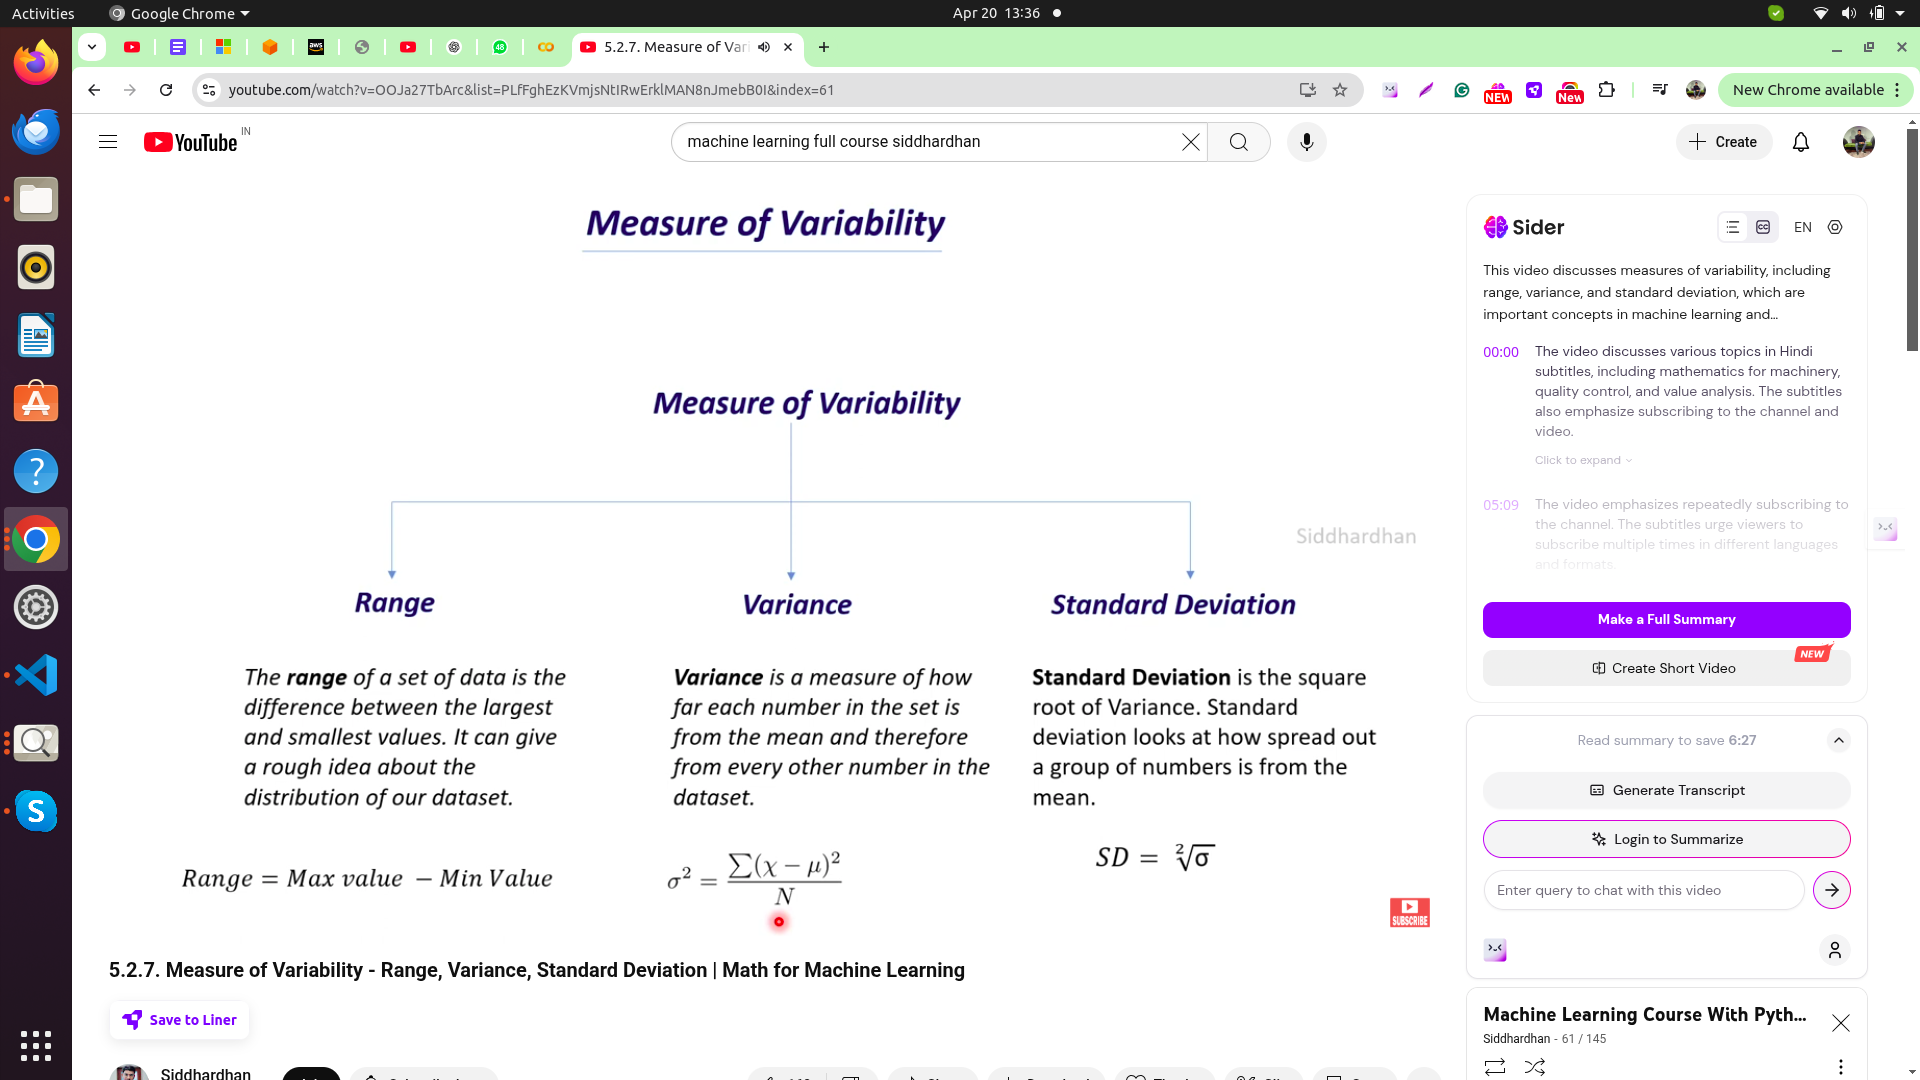 Activities
Google Chrome
Apr 20 13:36
5.2.7. Measure of Vari
youtube.com/watch?v=OOJa27TbArc&list=PLfFghEzKVmjsNtIRwErklMAN8nJmebB0I&index=61
NEW
New
New Chrome available
YouTube
IN
machine learning full course siddhardhan
Create
Measure of Variability
Measure of Variability
Siddhardhan
Range
Variance
Standard Deviation
The range of a set of data is the
difference between the largest
and smallest values. It can give
a rough idea about the
distribution of our dataset.
Variance is a measure of how
far each number in the set is
from the mean and therefore
from every other number in the
dataset.
Standard Deviation is the square
root of Variance. Standard
deviation looks at how spread out
a group of numbers is from the
mean.
Range = Max value − Min Value
σ² = ∑(χ − μ)² / N
SD = ²√σ
SUBSCRIBE
5.2.7. Measure of Variability - Range, Variance, Standard Deviation | Math for Machine Learning
Save to Liner
Siddhardhan
Sider
EN
This video discusses measures of variability, including
range, variance, and standard deviation, which are
important concepts in machine learning and...
00:00
The video discusses various topics in Hindi
subtitles, including mathematics for machinery,
quality control, and value analysis. The subtitles
also emphasize subscribing to the channel and
video.
Click to expand
05:09
The video emphasizes repeatedly subscribing to
the channel. The subtitles urge viewers to
subscribe multiple times in different languages
and formats.
Make a Full Summary
NEW
Create Short Video
Read summary to save 6:27
Generate Transcript
Login to Summarize
Enter query to chat with this video
Machine Learning Course With Pyth...
Siddhardhan - 61 / 145